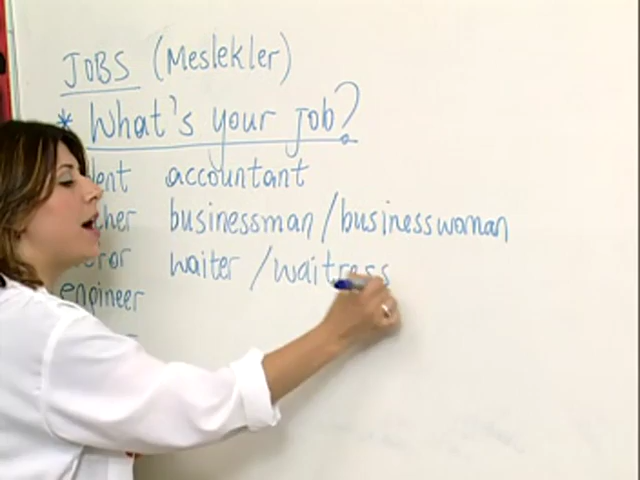 JOBS (Meslekler)
* What's your job?
accountant
businessman / businesswoman
waiter / waitress
engineer